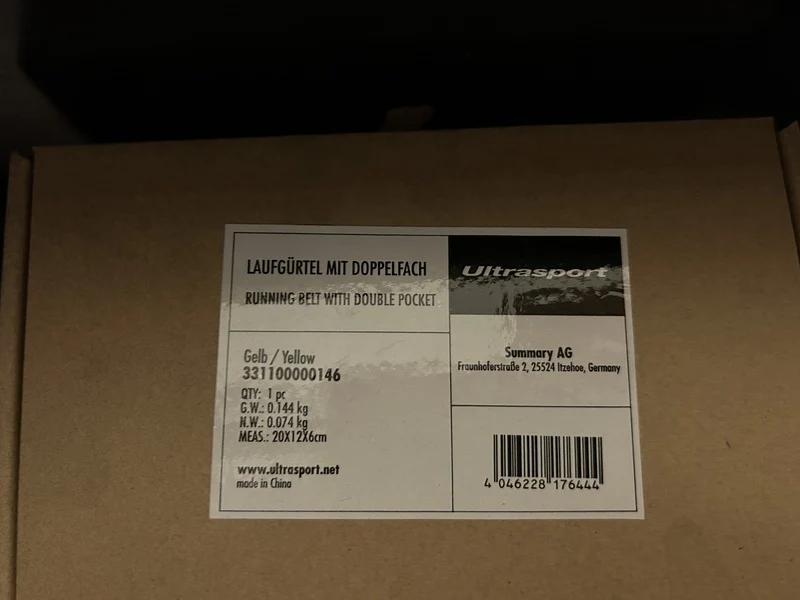 LAUFGÜRTEL MIT DOPPELFACH
RUNNING BELT WITH DOUBLE POCKET
Ultrasport
Gelb / Yellow
331100000146
QTY: 1 pc
G.W.: 0.144 kg
N.W.: 0.074 kg
MEAS.: 20X12X6cm
www.ultrasport.net
made in China
Summary AG
Fraunhoferstraße 2, 25524 Itzehoe, Germany
4 046228 176444